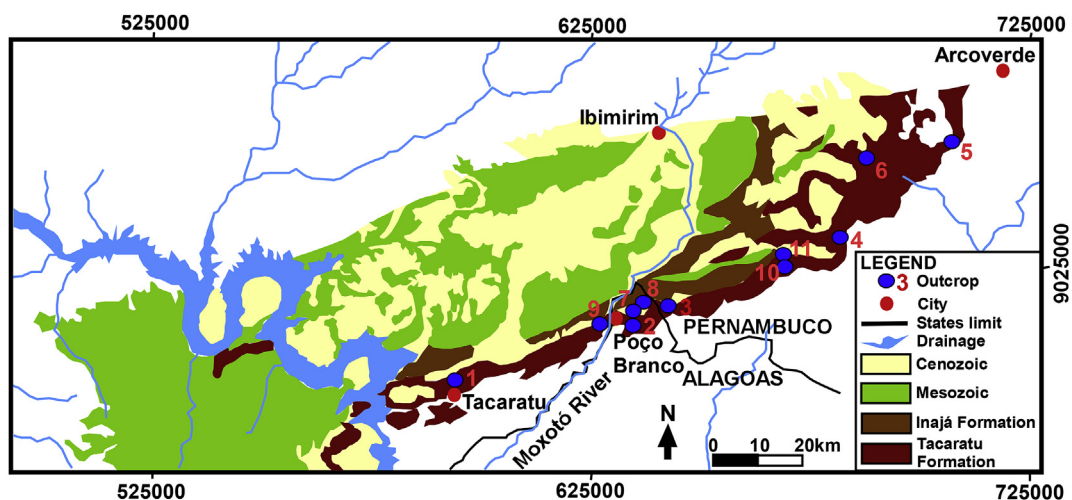 525000
625000
725000
Arcoverde
Ibimirim
5
6
4
11
10
9025000
LEGEND
3 Outcrop
City
States limit
Drainage
Cenozoic
Mesozoic
Inajá Formation
Tacaratu
Formation
8
7
3
9
2
PERNAMBUCO
Poço
Branco
ALAGOAS
1
Tacaratu
Moxotó River
N
0 10 20km
525000
625000
725000